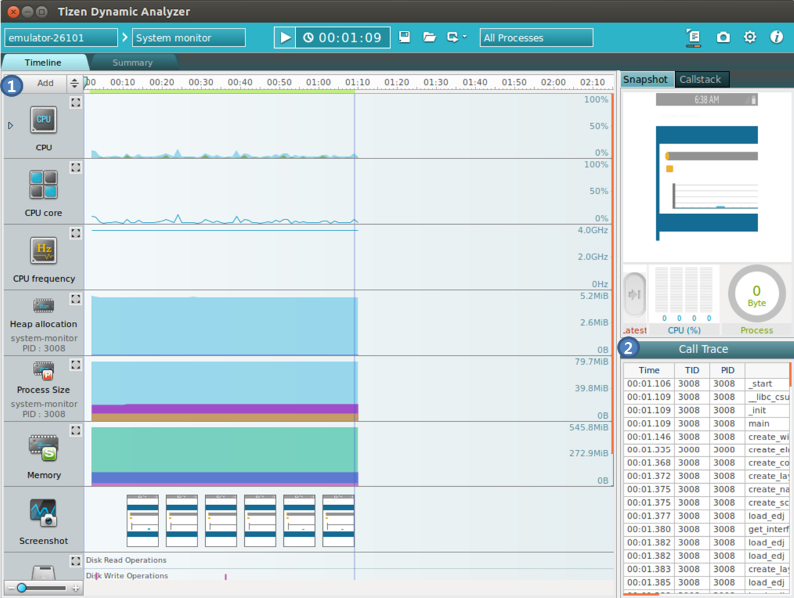 Tizen Dynamic Analyzer
emulator-26101 System monitor 00:01:09 All Processes
Timeline Summary
1 Add :00 00:10 00:20 00:30 00:40 00:50 01:00 01:10 01:20 01:30 01:40 01:50 02:00 02:10
CPU
CPU
100%
50%
0%
CPU core
100%
50%
0%
Hz
CPU frequency
4.0GHz
2.0GHz
0Hz
Heap allocation
system-monitor
PID : 3008
5.2MiB
2.6MiB
0B
Process Size
system-monitor
PID : 3008
79.7MiB
39.8MiB
0B
S
Memory
545.8MiB
272.9MiB
0B
Screenshot
Disk Read Operations
Disk Write Operations
Snapshot Callstack
6:38 AM
0
Byte
0 0 0 0
Latest CPU (%) Process
2 Call Trace
Time TID PID
00:01.106 3008 3008 _start
00:01.109 3008 3008 __libc_csu
00:01.109 3008 3008 _init
00:01.109 3008 3008 main
00:01.146 3008 3008 create_wi
00:01.335 3008 3008 create_ele
00:01.368 3008 3008 create_co
00:01.372 3008 3008 create_lay
00:01.375 3008 3008 create_na
00:01.375 3008 3008 create_sc
00:01.377 3008 3008 load_edj
00:01.380 3008 3008 get_interf
00:01.382 3008 3008 load_edj
00:01.382 3008 3008 load_edj
00:01.383 3008 3008 create_lay
00:01.385 3008 3008 load_edj